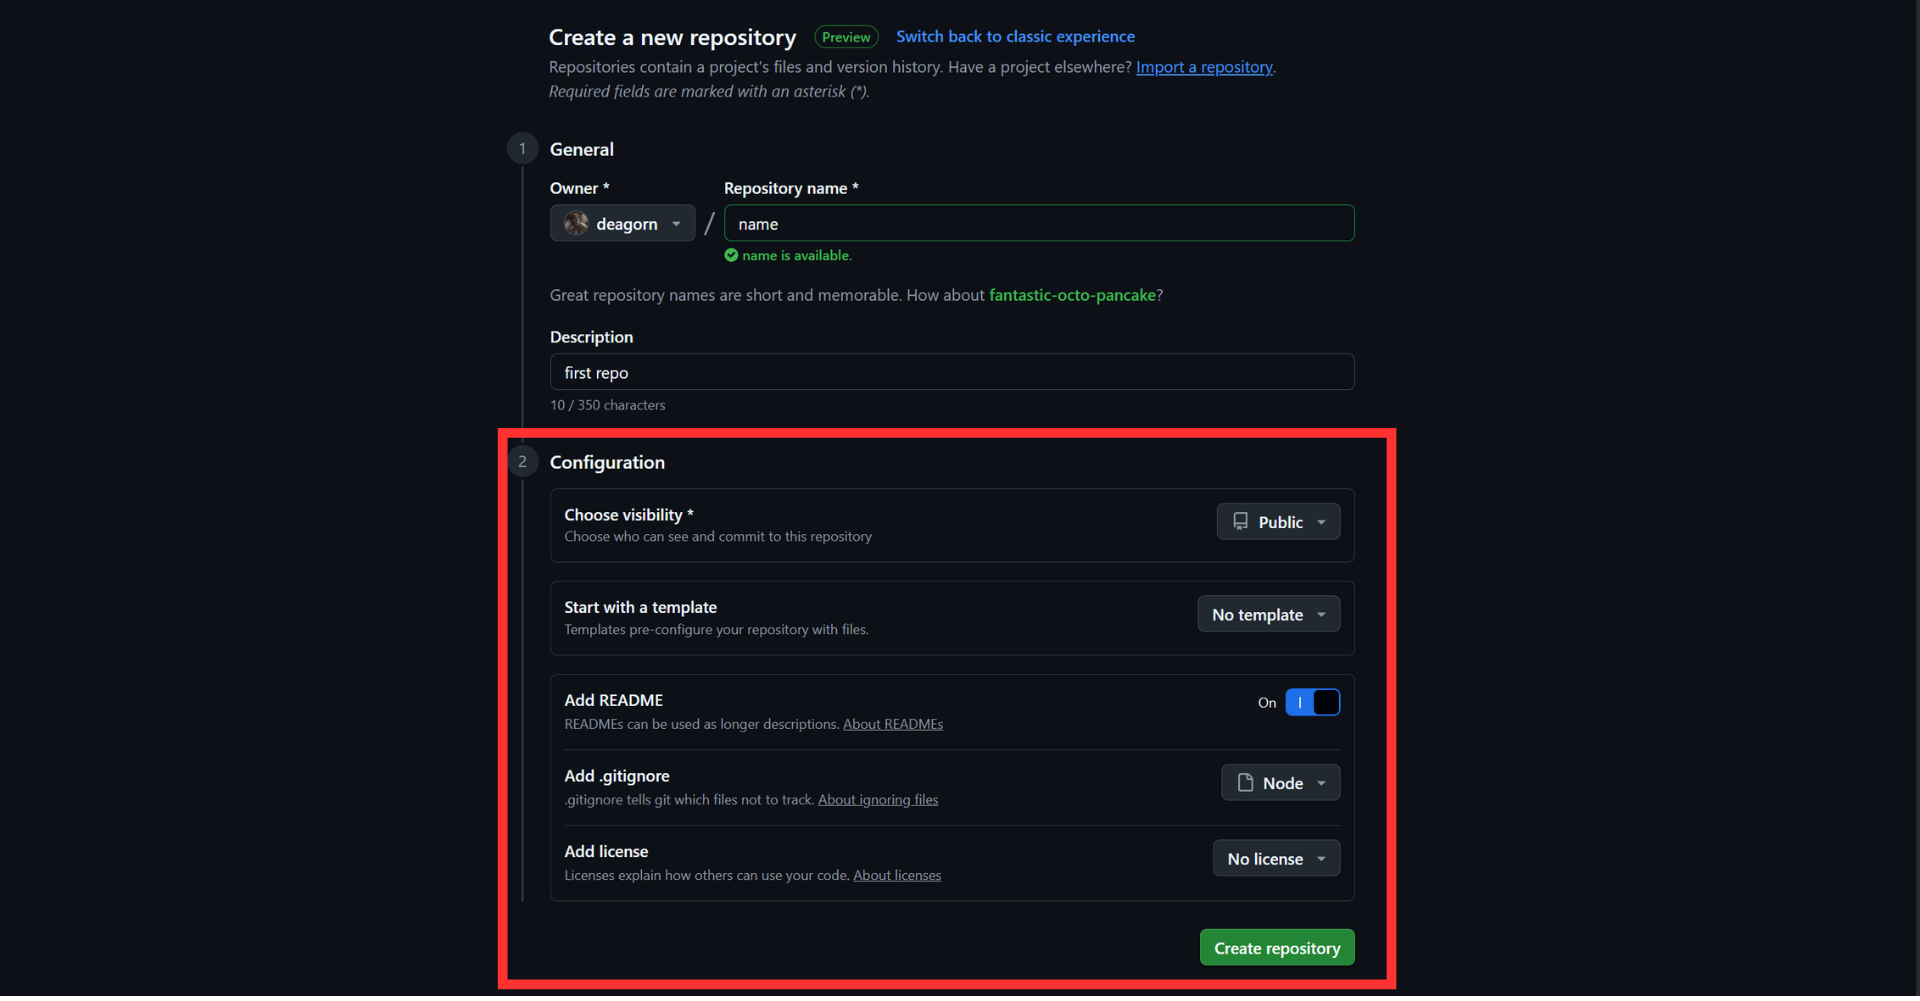 Create a new repository Preview Switch back to classic experience
Repositories contain a project's files and version history. Have a project elsewhere? Import a repository.
Required fields are marked with an asterisk (*).
1 General
Owner * Repository name *
deagorn / name
name is available.
Great repository names are short and memorable. How about fantastic-octo-pancake?
Description
first repo
10 / 350 characters
2 Configuration
Choose visibility *
Choose who can see and commit to this repository
Public
Start with a template
Templates pre-configure your repository with files.
No template
Add README
READMEs can be used as longer descriptions. About READMEs
On
Add .gitignore
.gitignore tells git which files not to track. About ignoring files
Node
Add license
Licenses explain how others can use your code. About licenses
No license
Create repository